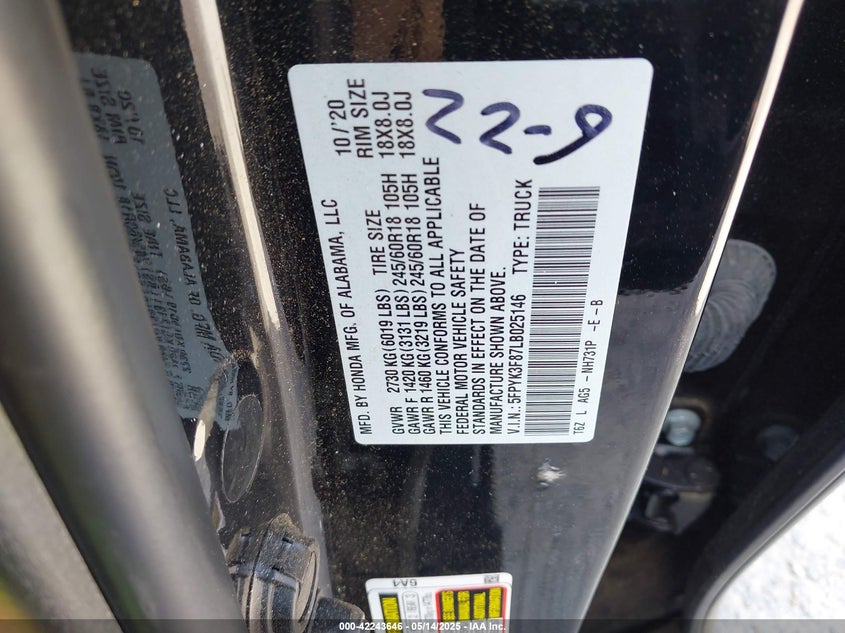 MFD. BY HONDA MFG. OF ALABAMA, LLC 10/'20
GVWR 2730 KG(6019 LBS) TIRE SIZE RIM SIZE
GAWR F 1420 KG(3131 LBS) 245/60R18 105H 18X8.0J
GAWR R 1460 KG(3219 LBS) 245/60R18 105H 18X8.0J
THIS VEHICLE CONFORMS TO ALL APPLICABLE
FEDERAL MOTOR VEHICLE SAFETY
STANDARDS IN EFFECT ON THE DATE OF
MANUFACTURE SHOWN ABOVE.
V.I.N.: 5FPYK3F87LB025146 TYPE: TRUCK
T6Z L AG5 - NH731P - E - B
22-9
000-42243646 - 05/14/2025 - www.iaai.com